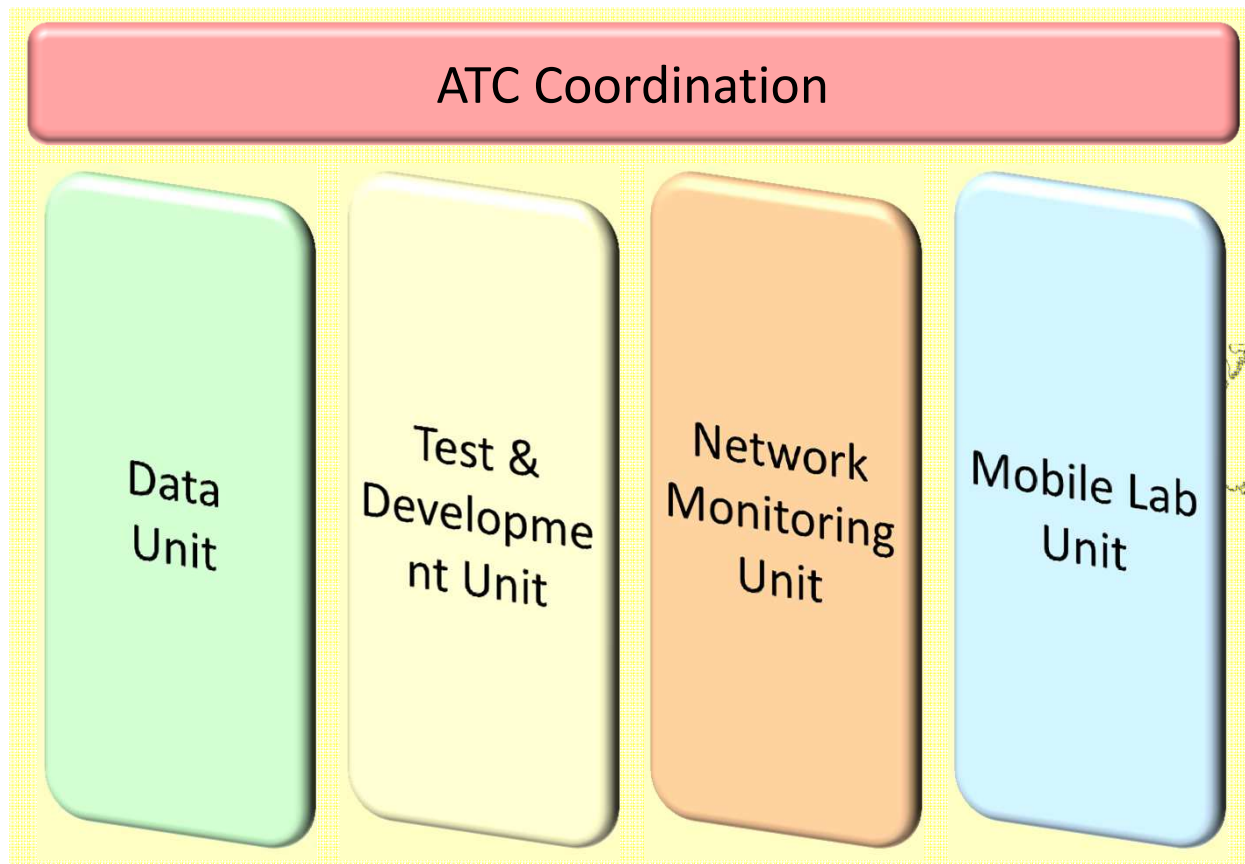 ATC Coordination
Data
Unit
Test &
Developme
nt Unit
Network
Monitoring
Unit
Mobile Lab
Unit